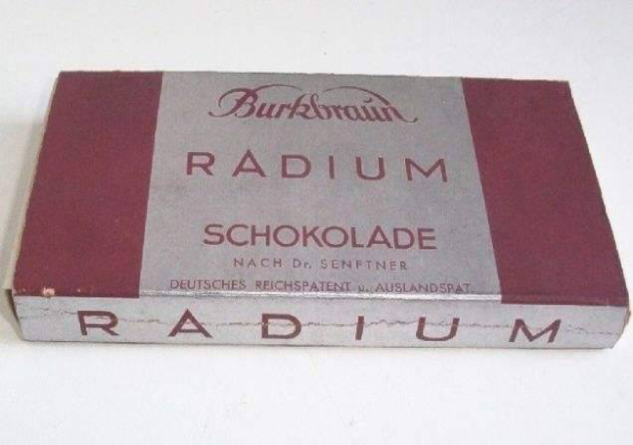 Burkbraun
RADIUM
SCHOKOLADE
NACH Dr. SENFTNER
DEUTSCHES REICHSPATENT u. AUSLANDSPAT.
RADIUM